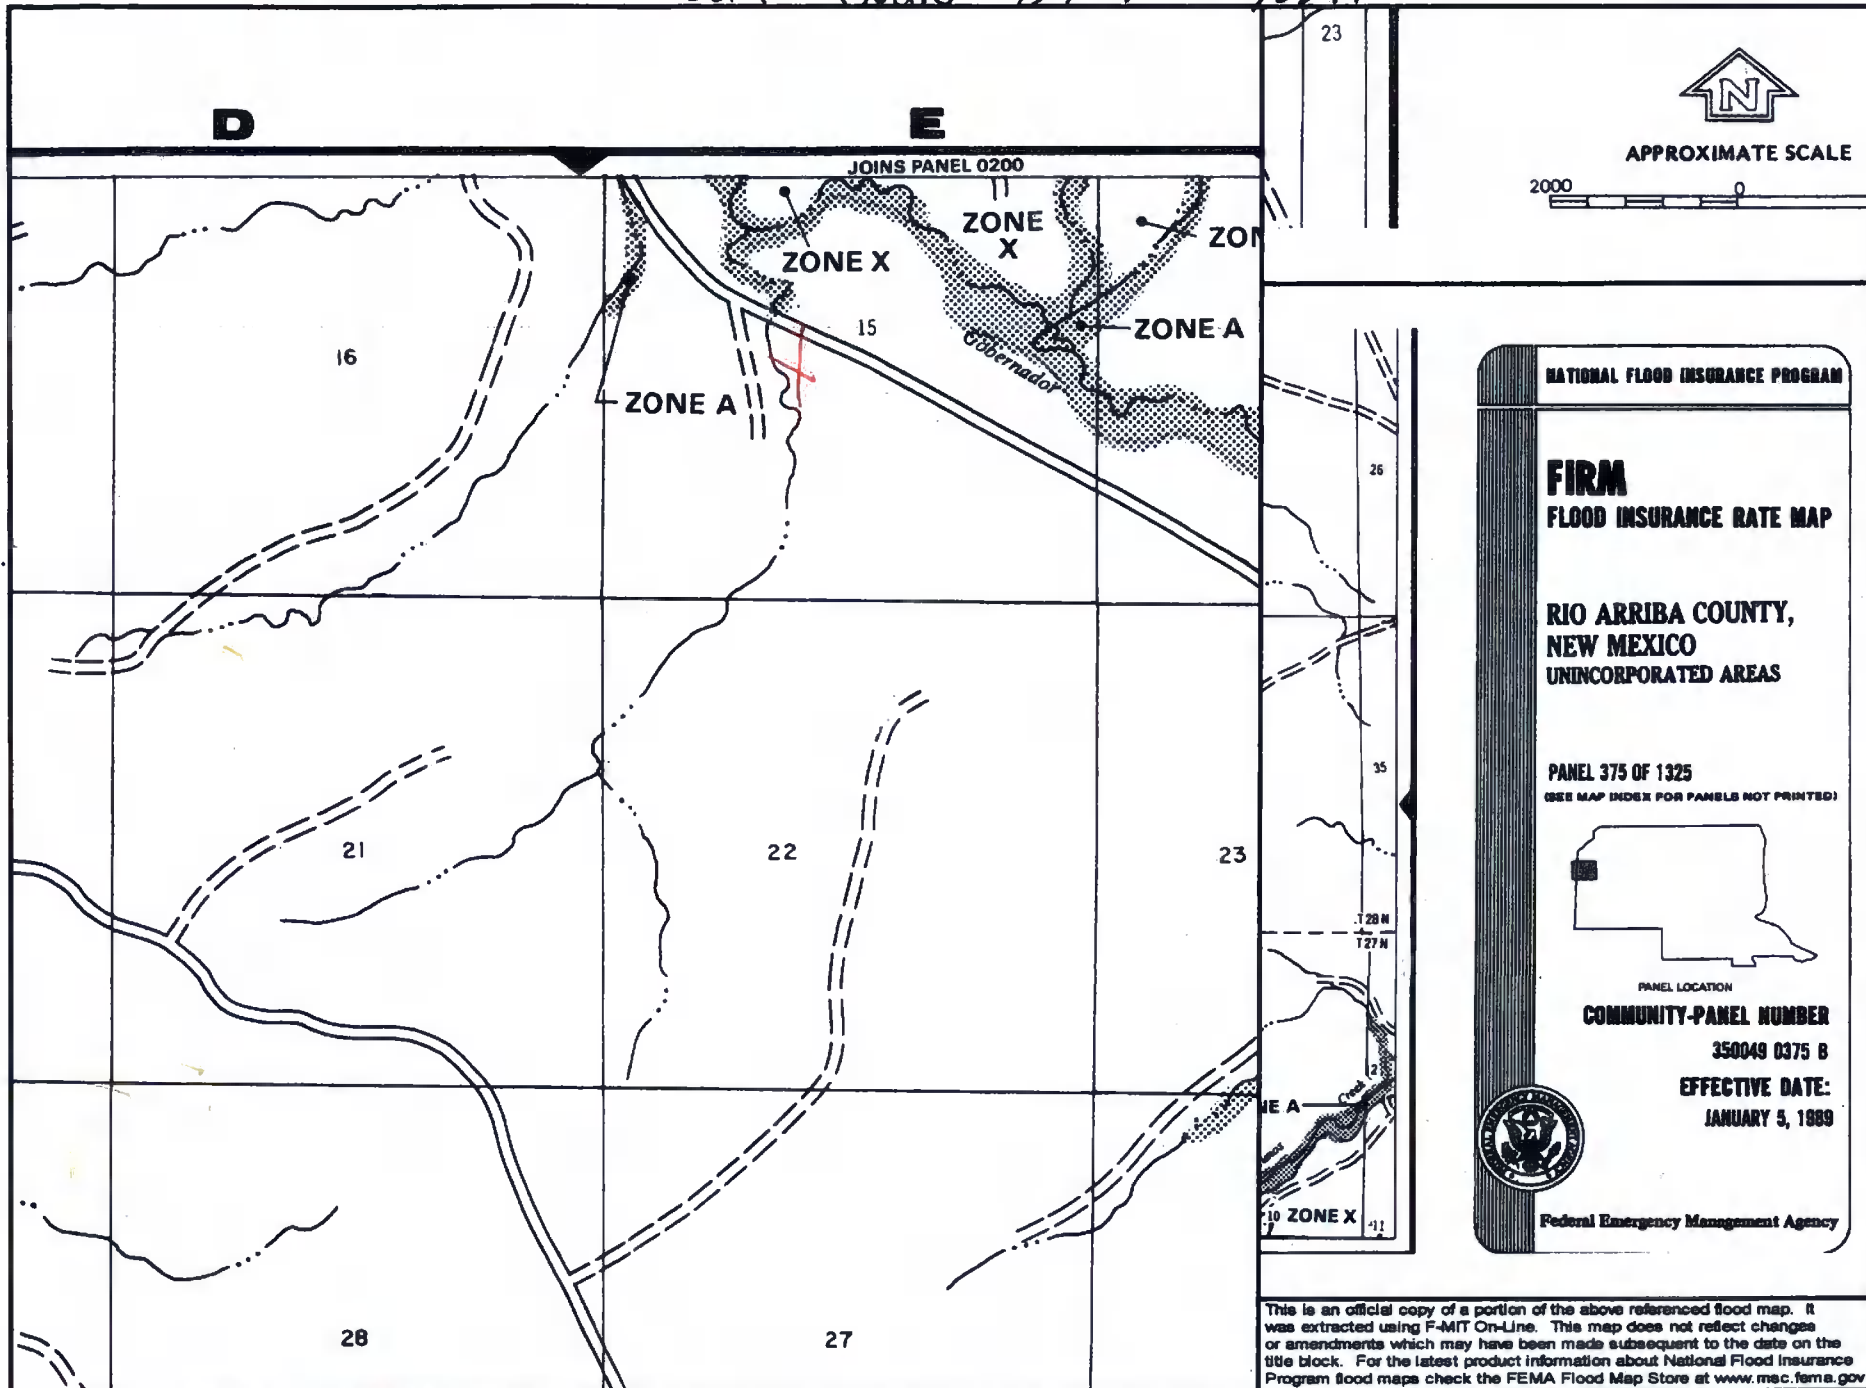 D
E
JOINS PANEL 0200
ZONE X
ZONE
X
ZONE A
ZONE A
Gobernador
16
15
21
22
23
28
27
23
26
35
T 28 N
T 27 N
2
Creek
10
ZONE X
11
N
APPROXIMATE SCALE
2000
0
NATIONAL FLOOD INSURANCE PROGRAM
FIRM
FLOOD INSURANCE RATE MAP
RIO ARRIBA COUNTY,
NEW MEXICO
UNINCORPORATED AREAS
PANEL 375 OF 1325
(SEE MAP INDEX FOR PANELS NOT PRINTED)
PANEL LOCATION
COMMUNITY-PANEL NUMBER
350049 0375 B
EFFECTIVE DATE:
JANUARY 5, 1989
Federal Emergency Management Agency
This is an official copy of a portion of the above referenced flood map. It
was extracted using F-MIT On-Line. This map does not reflect changes
or amendments which may have been made subsequent to the date on the
title block. For the latest product information about National Flood Insurance
Program flood maps check the FEMA Flood Map Store at www.msc.fema.gov